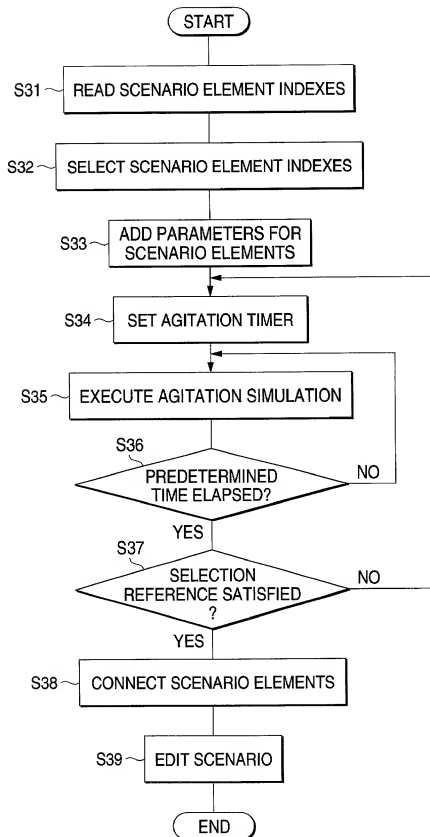 START
S31
READ SCENARIO ELEMENT INDEXES
S32
SELECT SCENARIO ELEMENT INDEXES
S33
ADD PARAMETERS FOR
SCENARIO ELEMENTS
S34
SET AGITATION TIMER
S35
EXECUTE AGITATION SIMULATION
S36
PREDETERMINED
TIME ELAPSED?
NO
YES
S37
SELECTION
REFERENCE SATISFIED
?
NO
YES
S38
CONNECT SCENARIO ELEMENTS
S39
EDIT SCENARIO
END